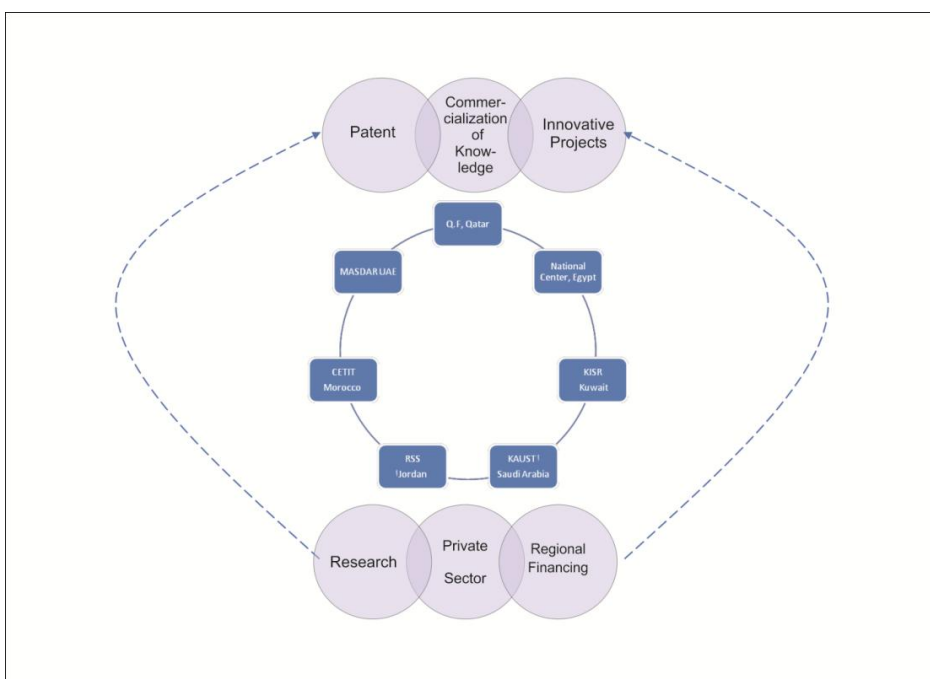 Patent
Commer-
cialization
of
Know-
ledge
Innovative
Projects
Q.F, Qatar
MASDAR UAE
National
Center, Egypt
CETIT
Morocco
KISR
Kuwait
RSS
¹Jordan
KAUST¹
Saudi Arabia
Research
Private
Sector
Regional
Financing